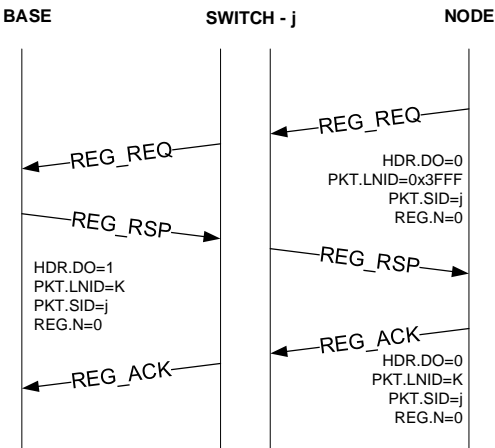 BASE
SWITCH - j
NODE
REG_REQ
REG_REQ
HDR.DO=0
PKT.LNID=0x3FFF
PKT.SID=j
REG.N=0
REG_RSP
REG_RSP
HDR.DO=1
PKT.LNID=K
PKT.SID=j
REG.N=0
REG_ACK
HDR.DO=0
PKT.LNID=K
PKT.SID=j
REG.N=0
REG_ACK